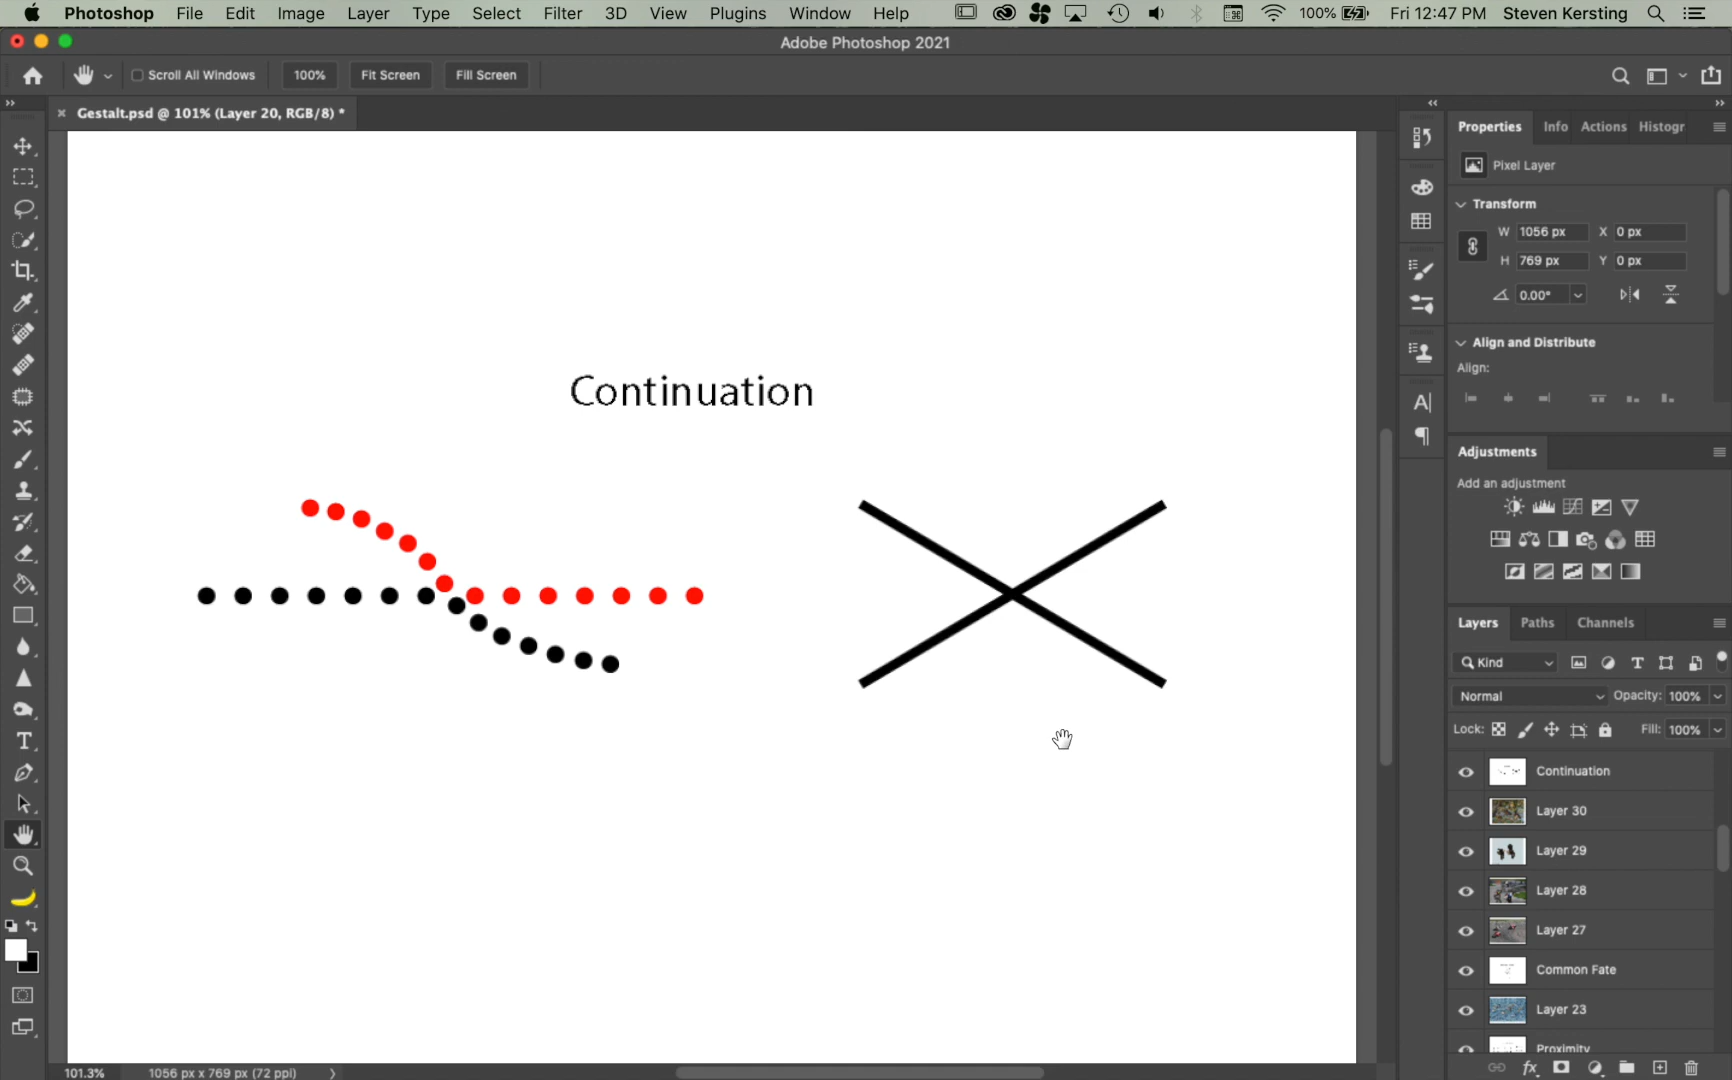 Photoshop File Edit Image Layer Type Select Filter 3D View Plugins Window Help 100% Fri 12:47 PM Steven Kersting
Adobe Photoshop 2021
Scroll All Windows 100% Fit Screen Fill Screen
Gestalt.psd @ 101% (Layer 20, RGB/8) *
Properties Info Actions Histogr
Pixel Layer
Transform
W 1056 px X 0 px
H 769 px Y 0 px
0.00°
Align and Distribute
Align:
Continuation
Adjustments
Add an adjustment
Layers Paths Channels
Kind
Normal Opacity: 100%
Lock: Fill: 100%
Continuation
Layer 30
Layer 29
Layer 28
Layer 27
Common Fate
Layer 23
Proximity
101.3% 1056 px x 769 px (72 ppi)